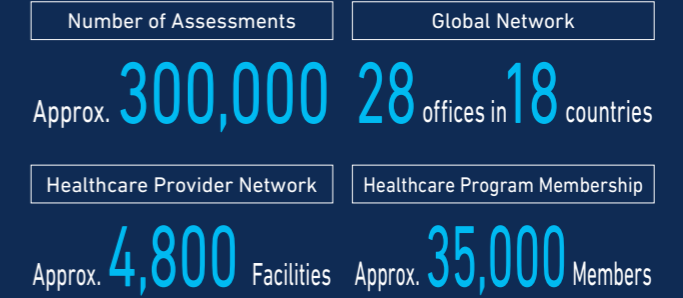 Number of Assessments
Global Network
Approx. 300,000
28 offices in 18 countries
Healthcare Provider Network
Healthcare Program Membership
Approx. 4,800 Facilities
Approx. 35,000 Members